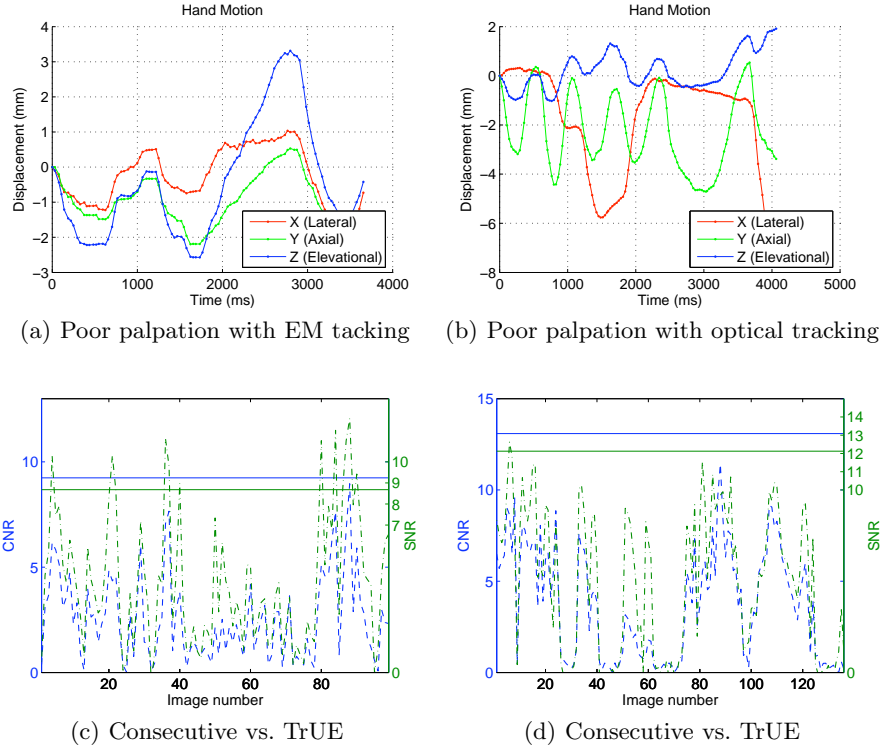 Hand Motion
4
3
2
1
0
−1
−2
−3
Displacement (mm)
0
1000
2000
3000
4000
Time (ms)
X (Lateral)
Y (Axial)
Z (Elevational)
(a) Poor palpation with EM tacking
Hand Motion
4
2
0
−2
−4
−6
−8
Displacement (mm)
0
1000
2000
3000
4000
5000
Time (ms)
X (Lateral)
Y (Axial)
Z (Elevational)
(b) Poor palpation with optical tracking
10
5
0
CNR
10
9
8
7
0
SNR
20
40
60
80
Image number
(c) Consecutive vs. TrUE
15
10
5
0
CNR
14
13
12
11
10
0
SNR
20
40
60
80
100
120
Image number
(d) Consecutive vs. TrUE